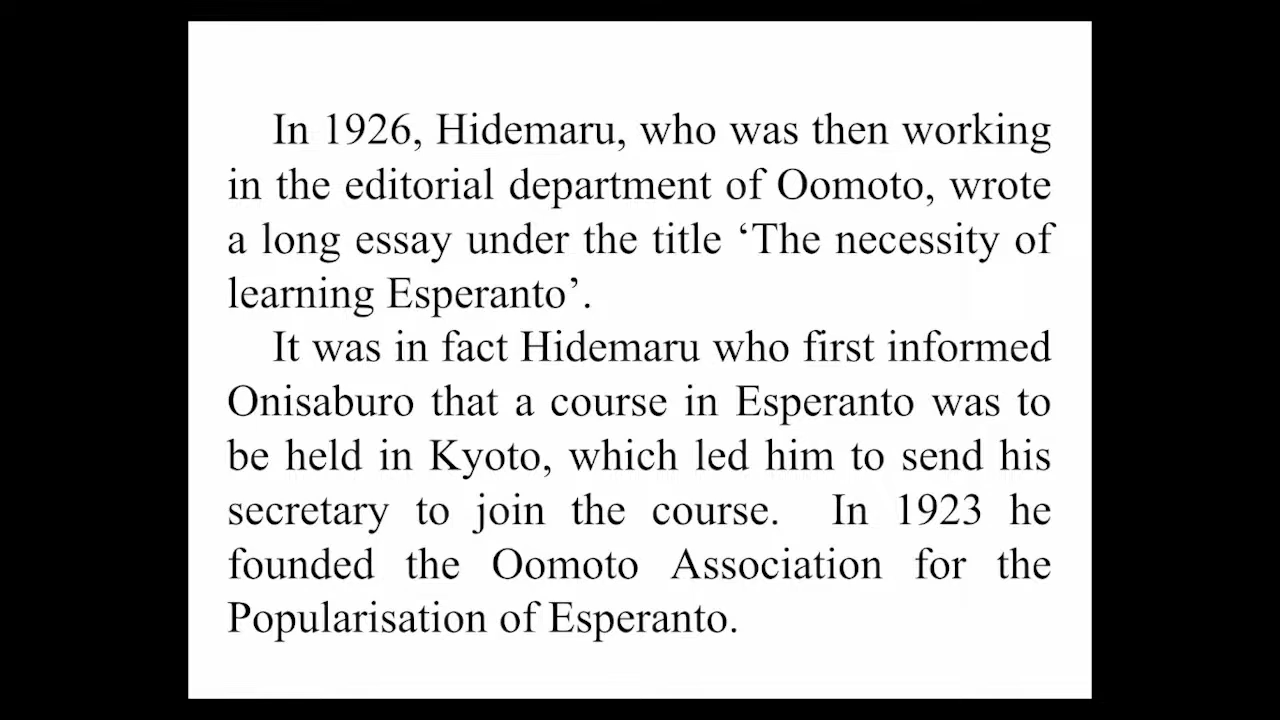 In 1926, Hidemaru, who was then working
in the editorial department of Oomoto, wrote
a long essay under the title ‘The necessity of
learning Esperanto’.
It was in fact Hidemaru who first informed
Onisaburo that a course in Esperanto was to
be held in Kyoto, which led him to send his
secretary to join the course. In 1923 he
founded the Oomoto Association for the
Popularisation of Esperanto.